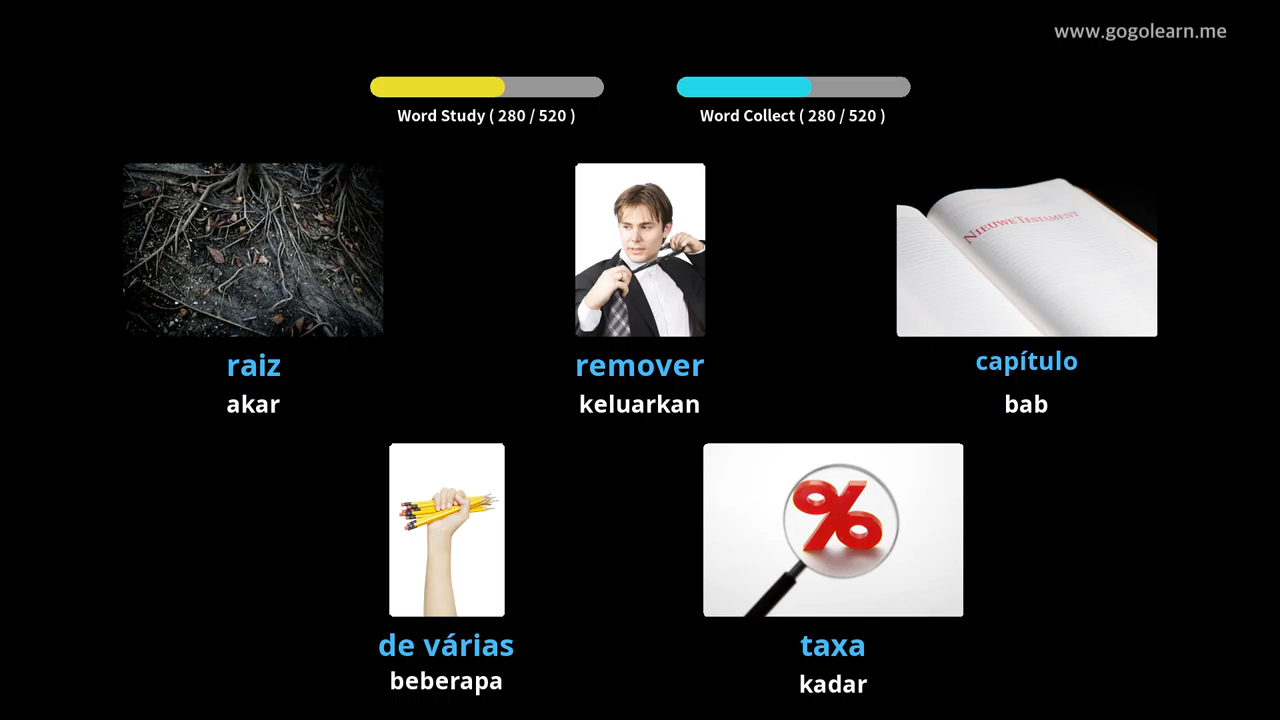 www.gogolearn.me
Word Study ( 280 / 520 )
Word Collect ( 280 / 520 )
NIEUWE TESTAMENT
raiz
remover
capítulo
akar
keluarkan
bab
%
de várias
taxa
beberapa
kadar